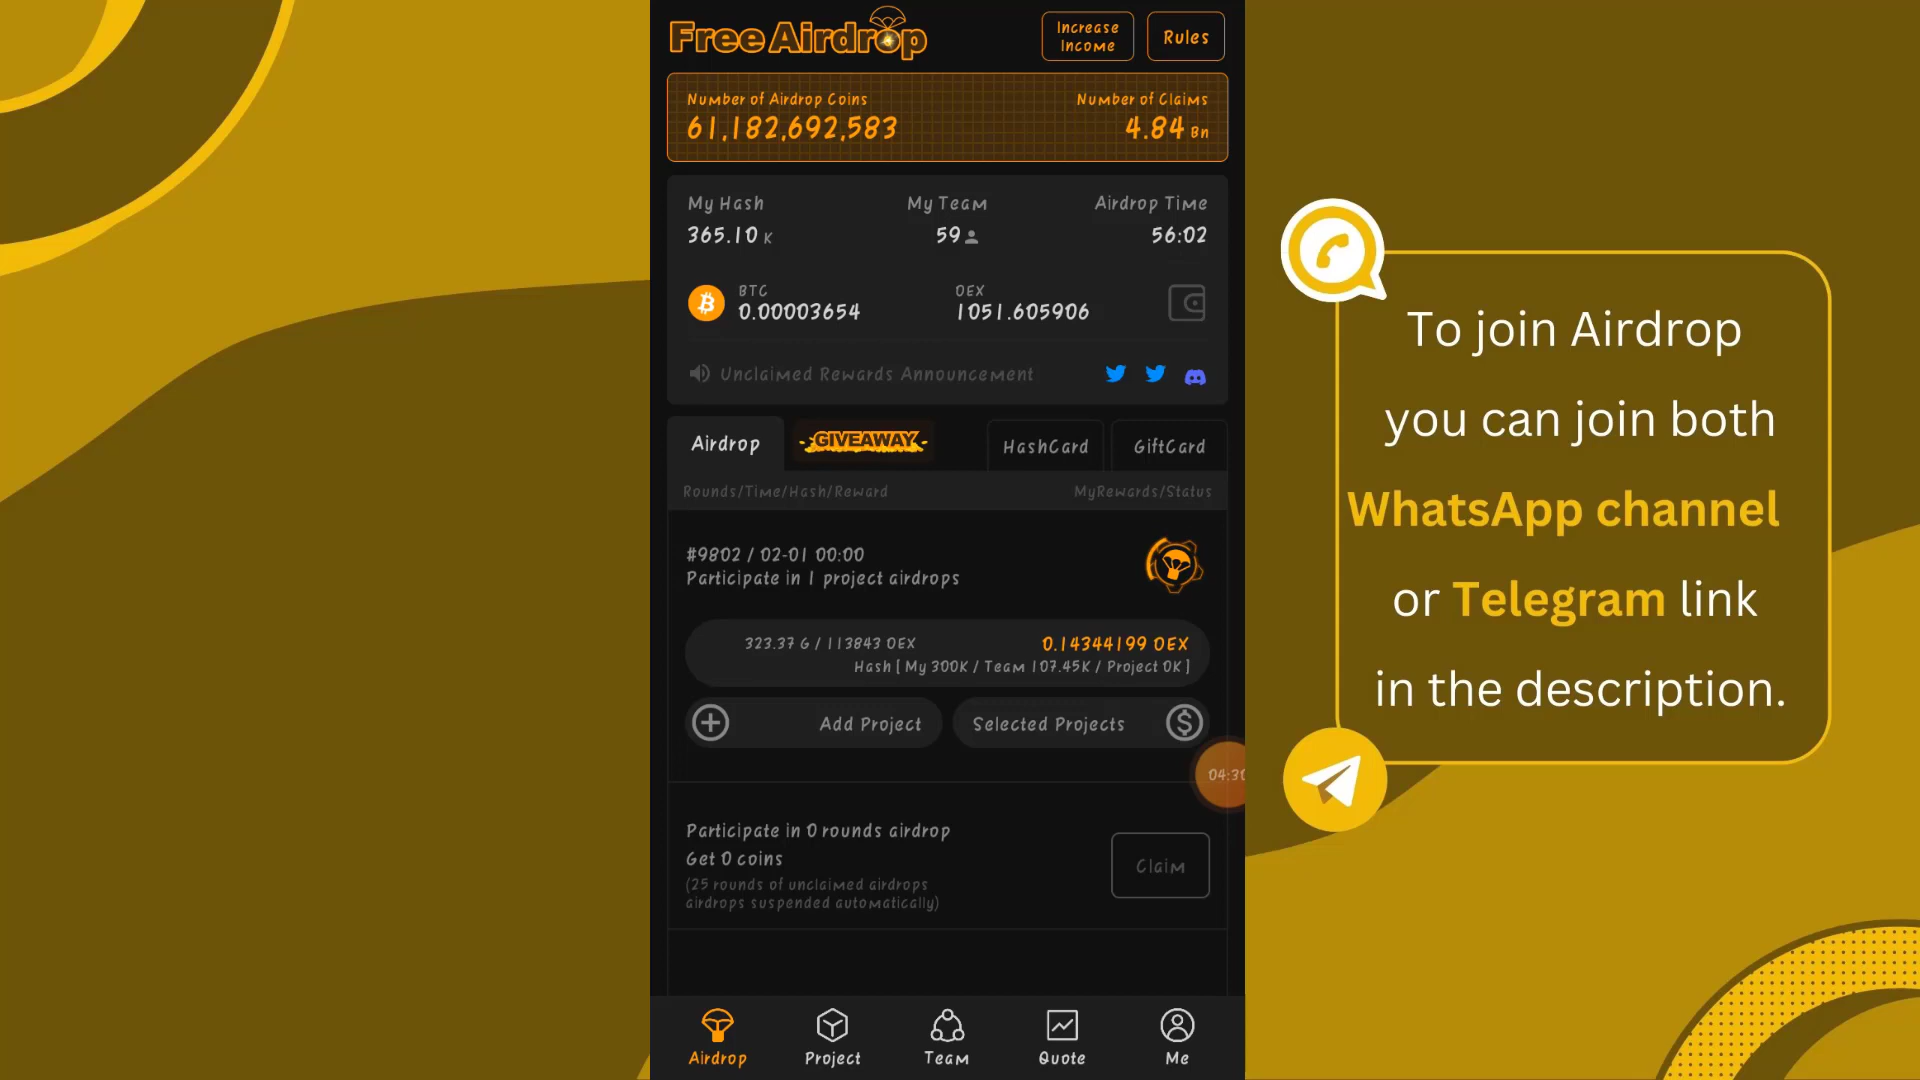 Free Airdrop
Increase
Income
Rules
Number of Airdrop Coins
Number of Claims
61,182,692,583
4.84 Bn
My Hash
My Team
Airdrop Time
365.10 K
59
56:02
BTC
0.00003654
OEX
1051.605906
Unclaimed Rewards Announcement
Airdrop
GIVEAWAY
HashCard
GiftCard
Rounds/Time/Hash/Reward
MyRewards/Status
#9802 / 02-01 00:00
Participate in 1 project airdrops
323.37 G / 113843 OEX
0.14344199 OEX
Hash [ My 300K / Team 107.45K / Project 0K ]
Add Project
Selected Projects
04:30
Participate in 0 rounds airdrop
Get 0 coins
(25 rounds of unclaimed airdrops
airdrops suspended automatically)
Claim
Airdrop
Project
Team
Quote
Me
To join Airdrop
you can join both
WhatsApp channel
or Telegram link
in the description.